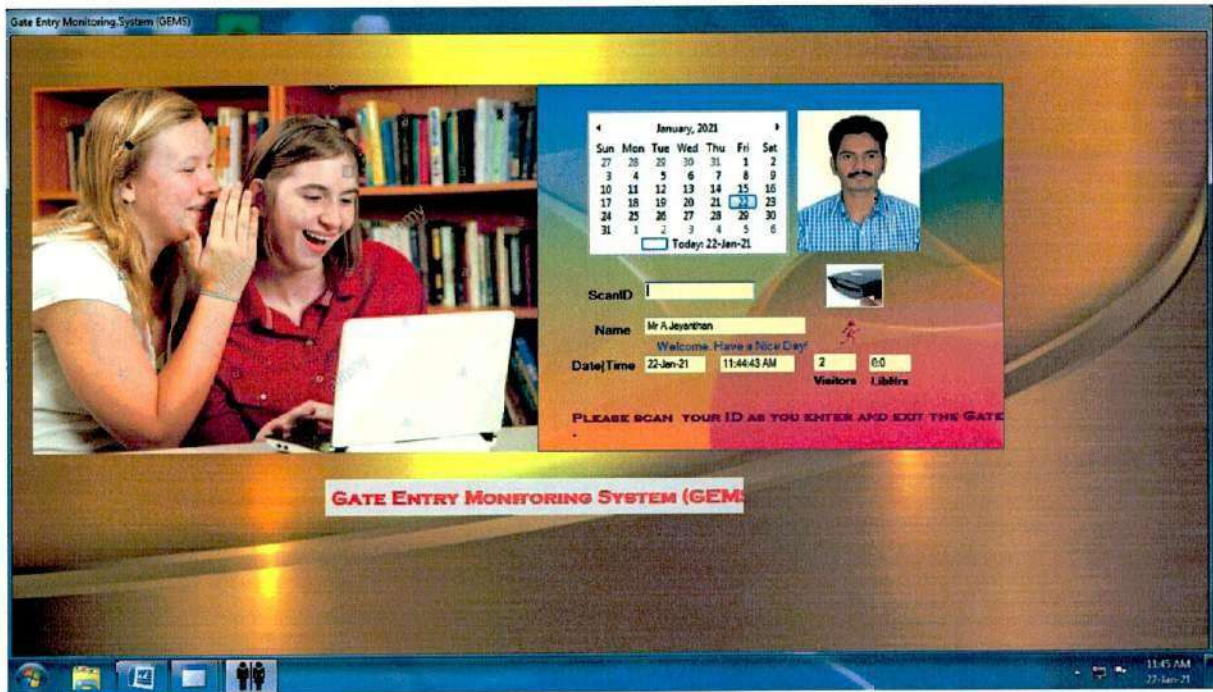 Gate Entry Monitoring System (GEMS)
January, 2021
Sun Mon Tue Wed Thu Fri Sat
27 28 29 30 31 1 2
3 4 5 6 7 8 9
10 11 12 13 14 15 16
17 18 19 20 21 22 23
24 25 26 27 28 29 30
31 1 2 3 4 5 6
Today: 22-Jan-21
ScanID
Name Mr A Jeyanthan
Welcome. Have a Nice Day!
Date|Time 22-Jan-21 11:44:43 AM 2 0:0
Visitors LibHrs
PLEASE SCAN YOUR ID AS YOU ENTER AND EXIT THE GATE
.
GATE ENTRY MONITORING SYSTEM (GEMS
11:45 AM
22-Jan-21